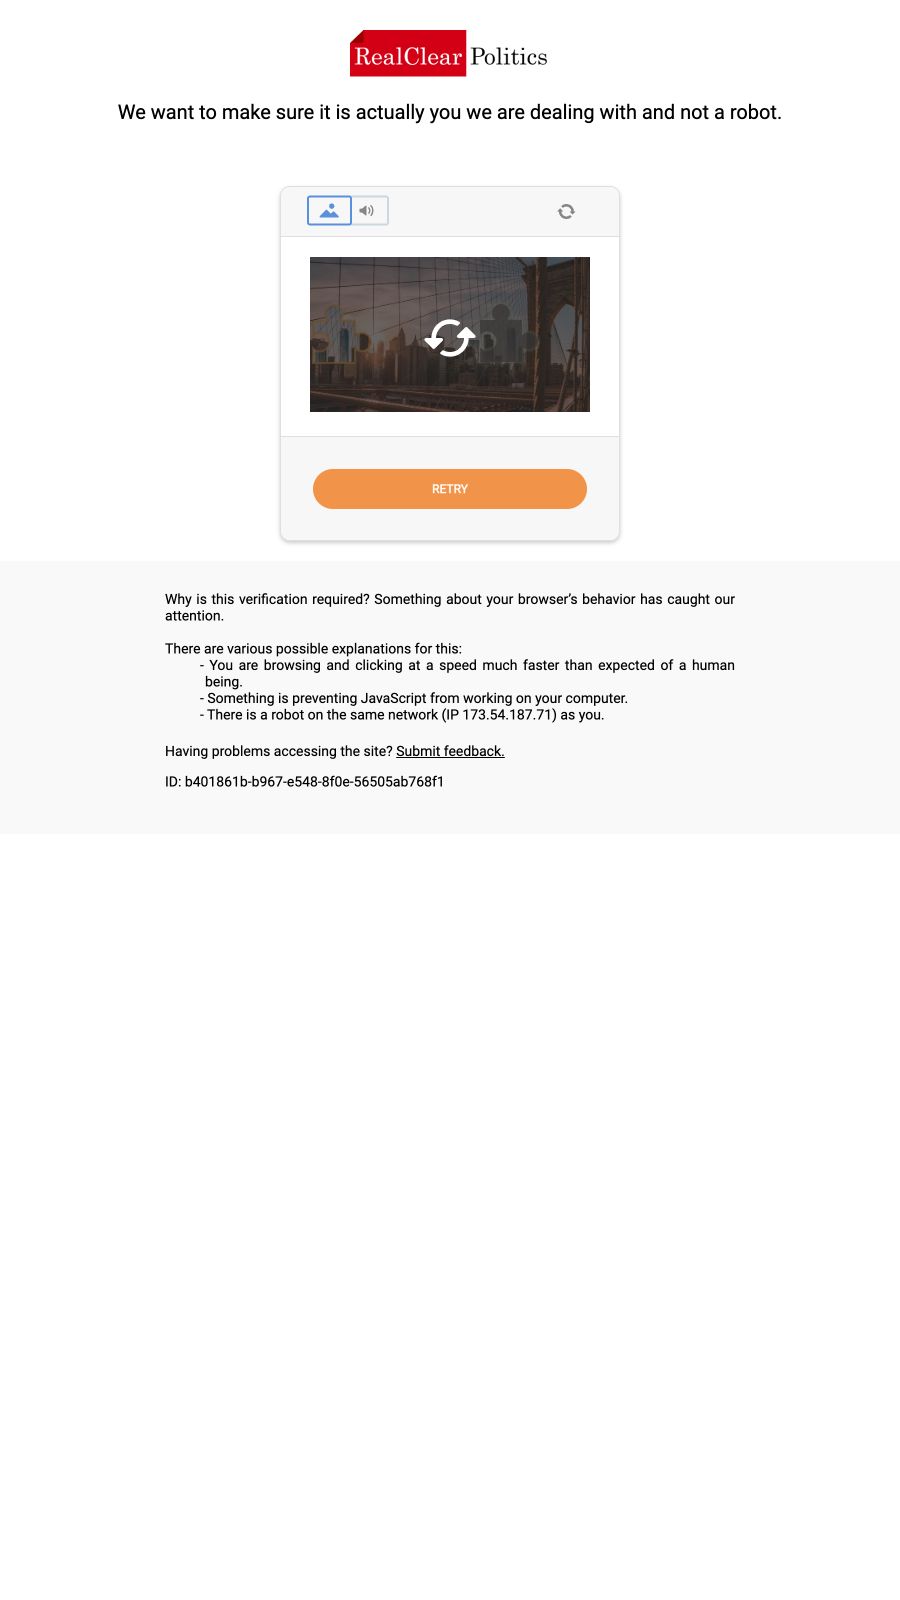 RealClear Politics
We want to make sure it is actually you we are dealing with and not a robot.
RETRY
Why is this verification required? Something about your browser's behavior has caught our
attention.
There are various possible explanations for this:
- You are browsing and clicking at a speed much faster than expected of a human
being.
- Something is preventing JavaScript from working on your computer.
- There is a robot on the same network (IP 173.54.187.71) as you.
Having problems accessing the site? Submit feedback.
ID: b401861b-b967-e548-8f0e-56505ab768f1